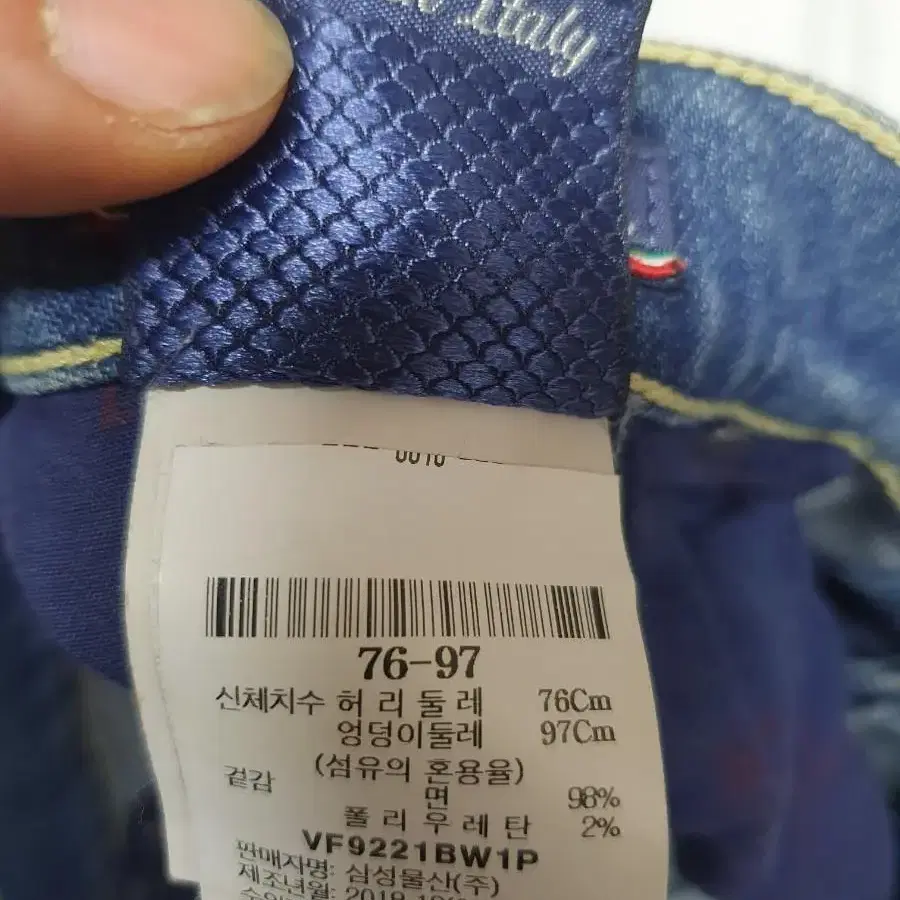 Italy
0010
76-97
신체치수 허 리 둘 레 76Cm
엉덩이둘레 97Cm
(섬유의 혼용율)
겉감 면 98%
폴 리 우 레 탄 2%
VF9221BW1P
판매자명: 삼성물산(주)
제조년월: